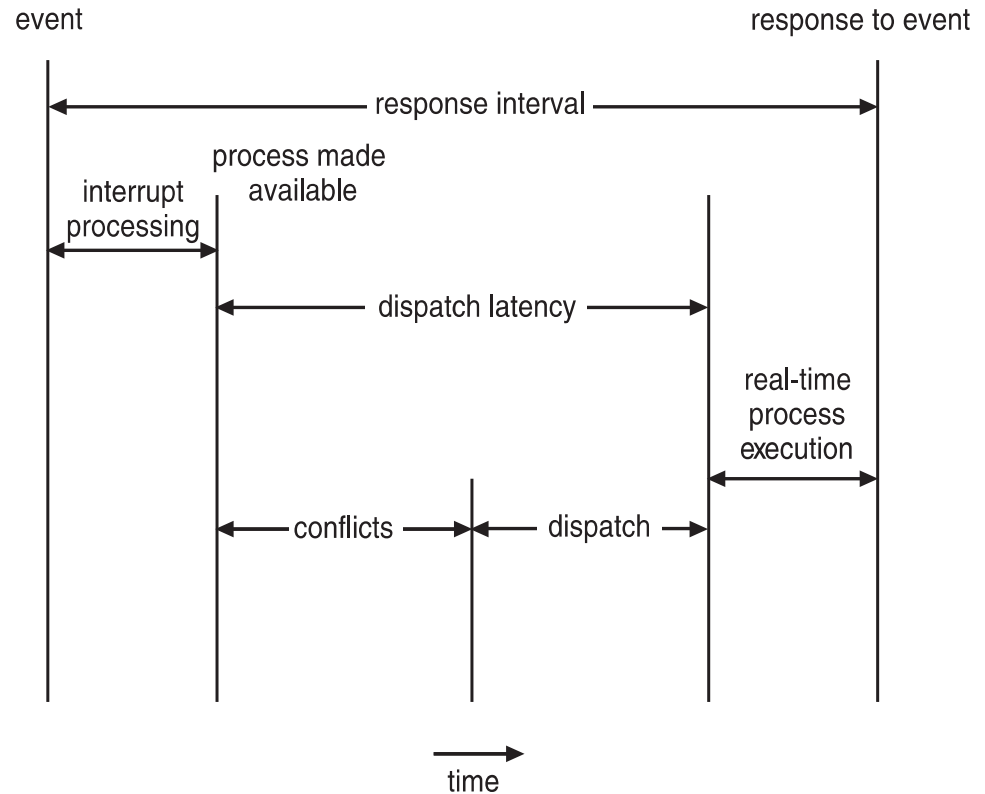 event
response to event
response interval
process made
available
interrupt
processing
dispatch latency
real-time
process
execution
conflicts
dispatch
time